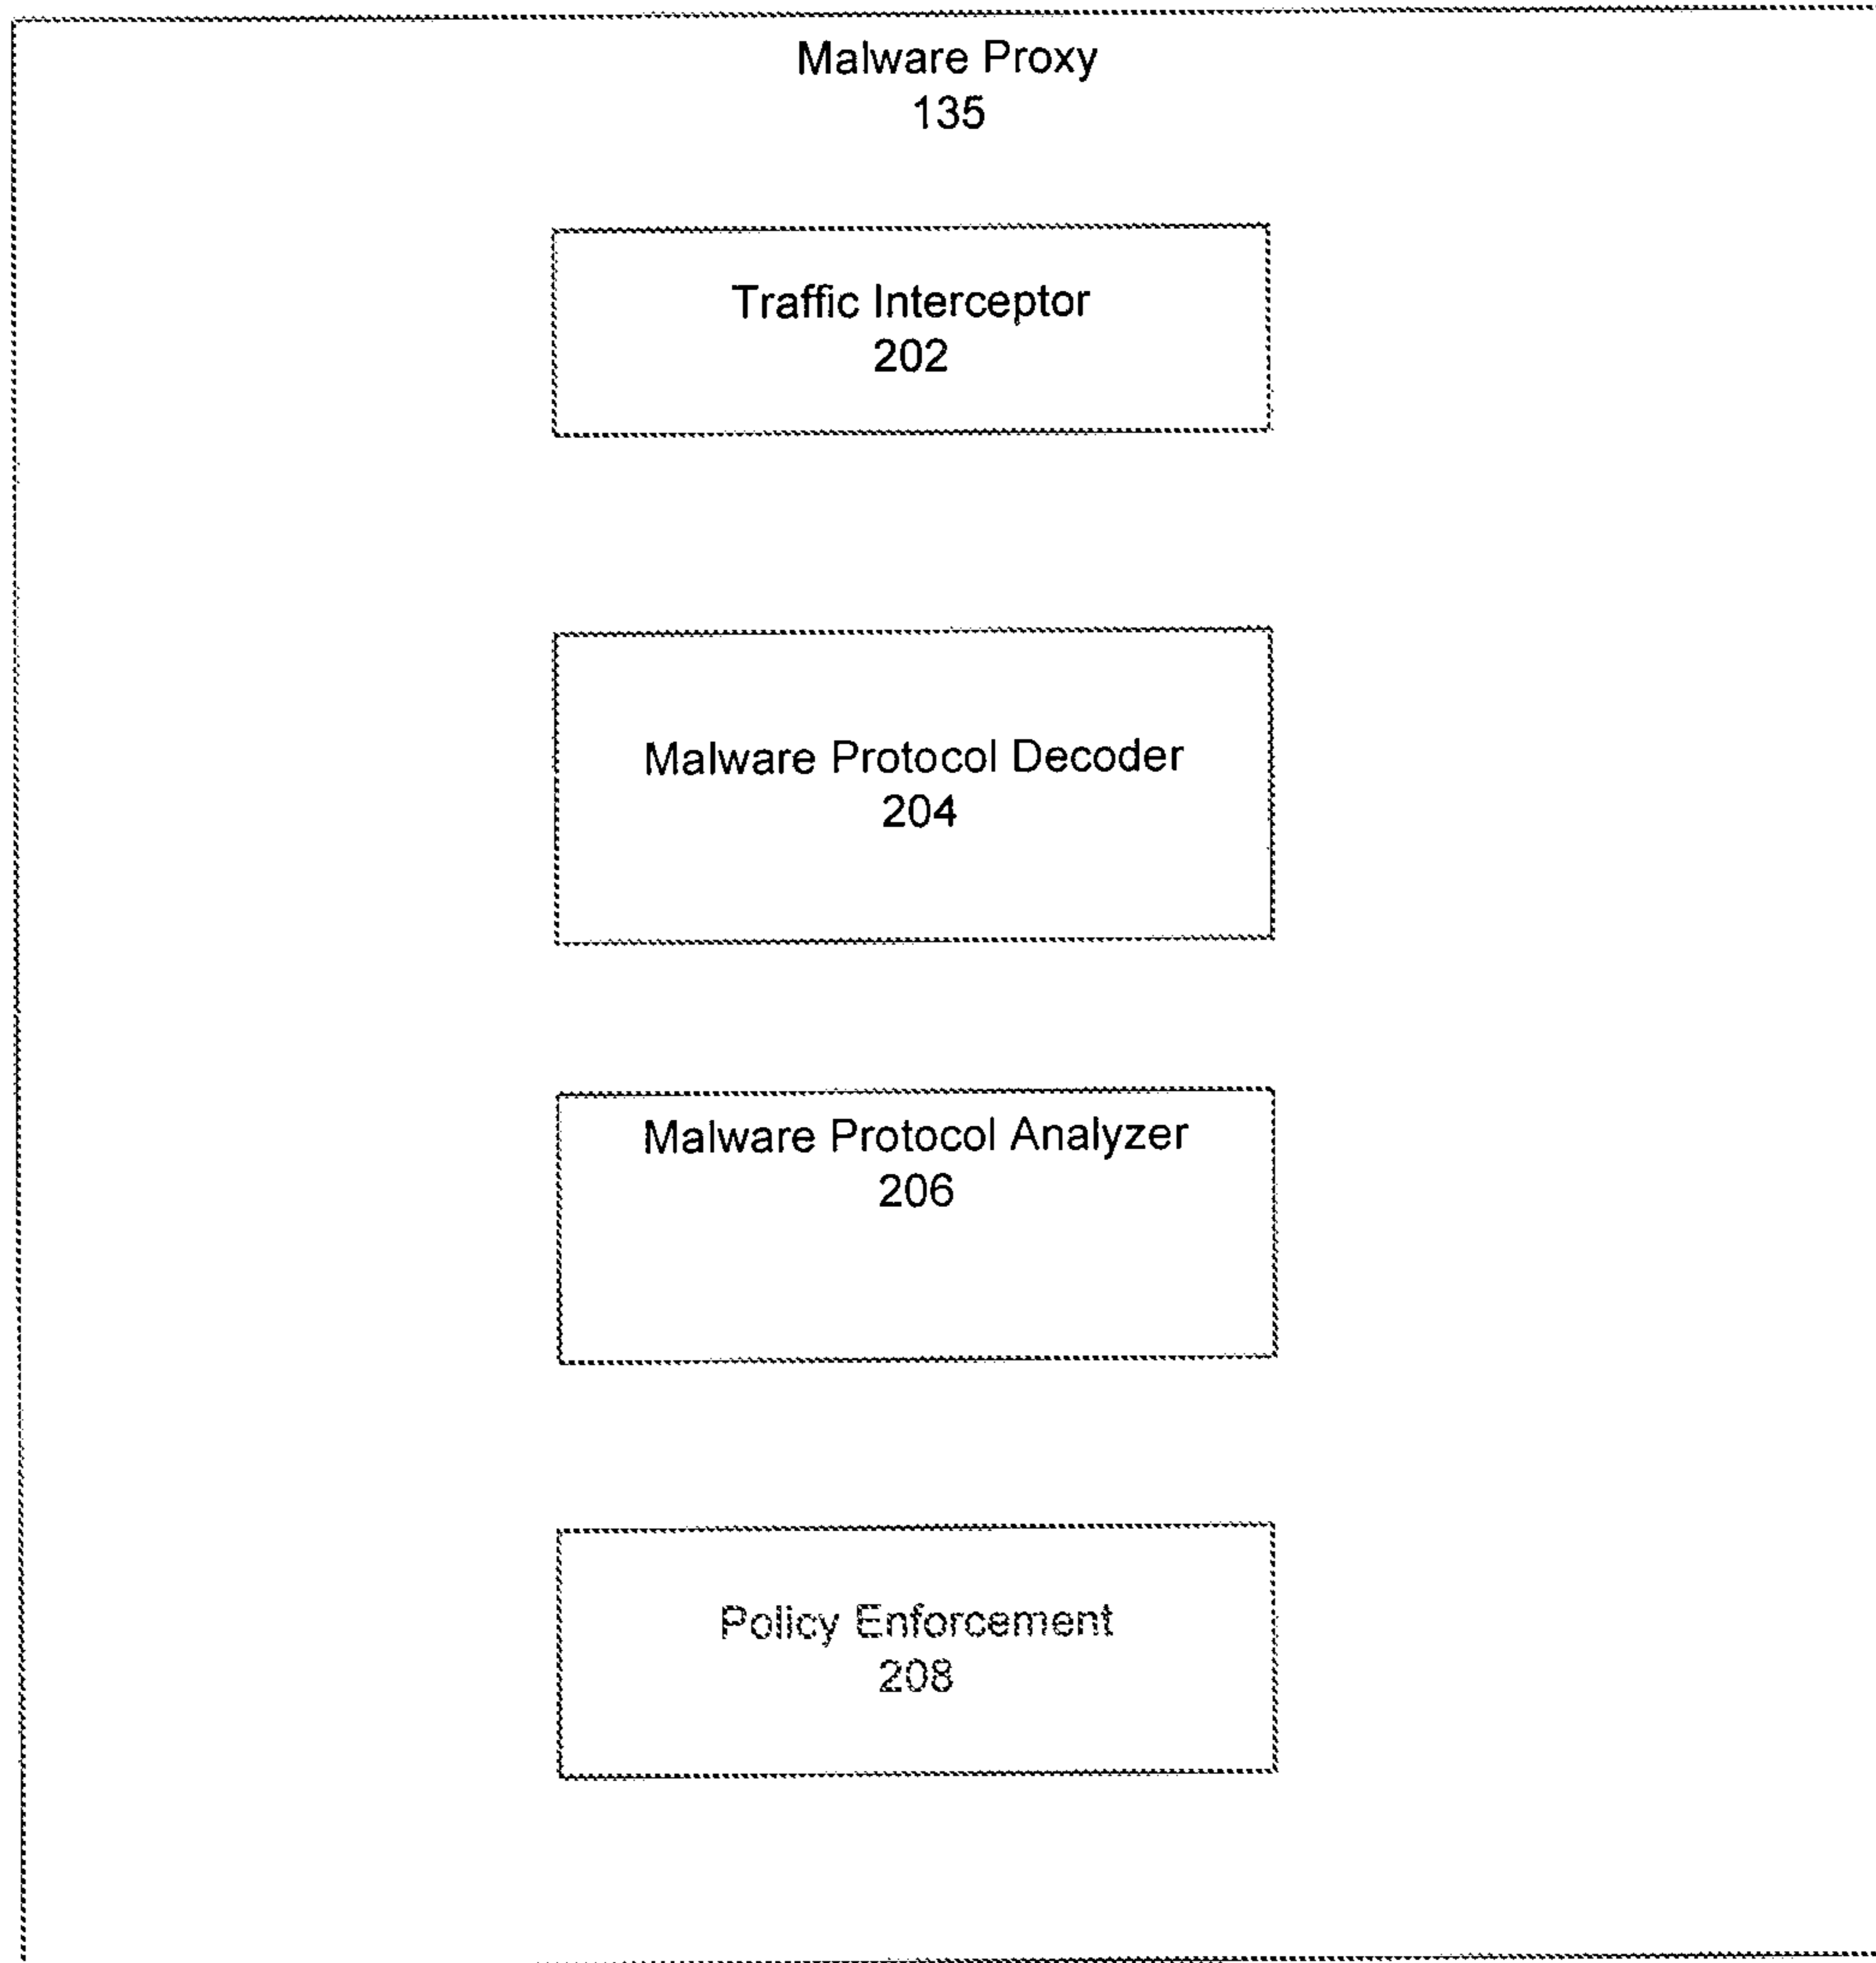 Malware Proxy
135
Traffic Interceptor
202
Malware Protocol Decoder
204
Malware Protocol Analyzer
206
Policy Enforcement
208